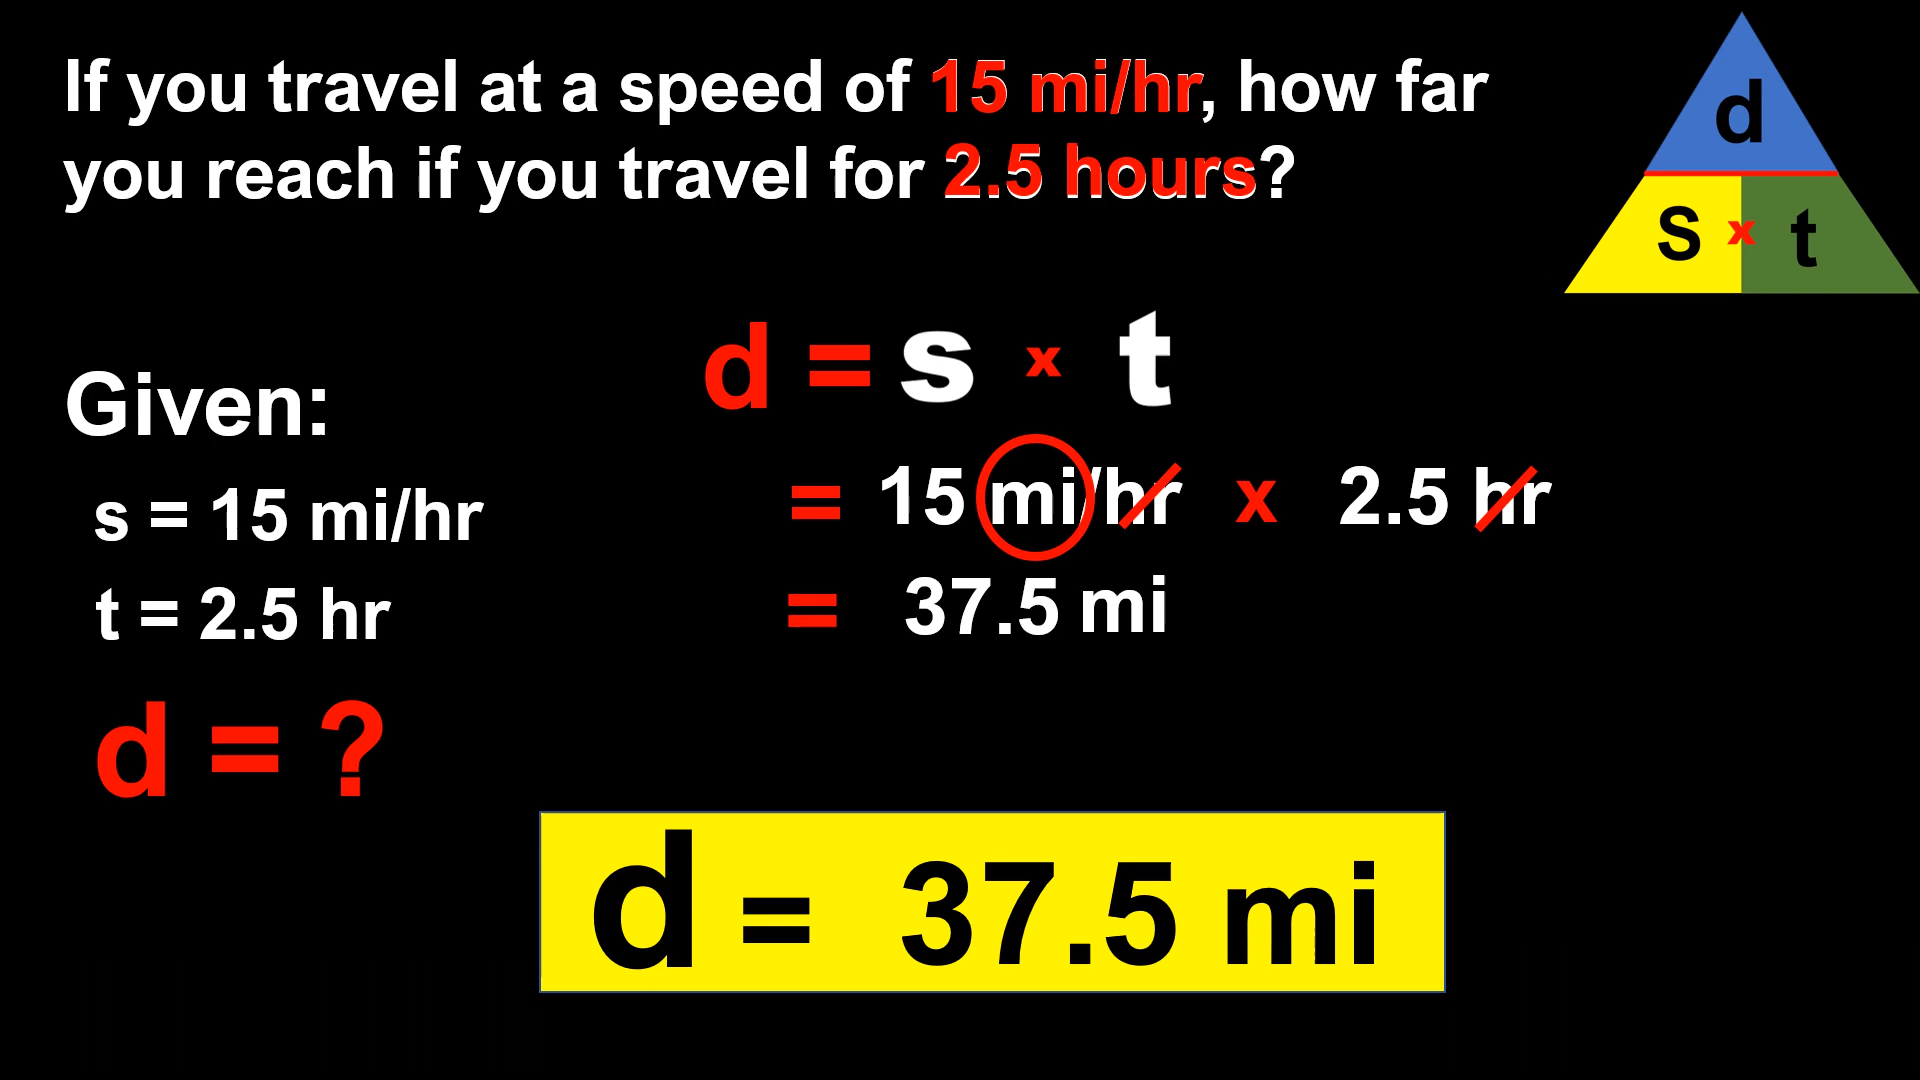 If you travel at a speed of 15 mi/hr, how far
you reach if you travel for 2.5 hours?
d
S x t
Given:
s = 15 mi/hr
t = 2.5 hr
d = ?
d = s x t
= 15 mi/hr x 2.5 hr
= 37.5 mi
d = 37.5 mi